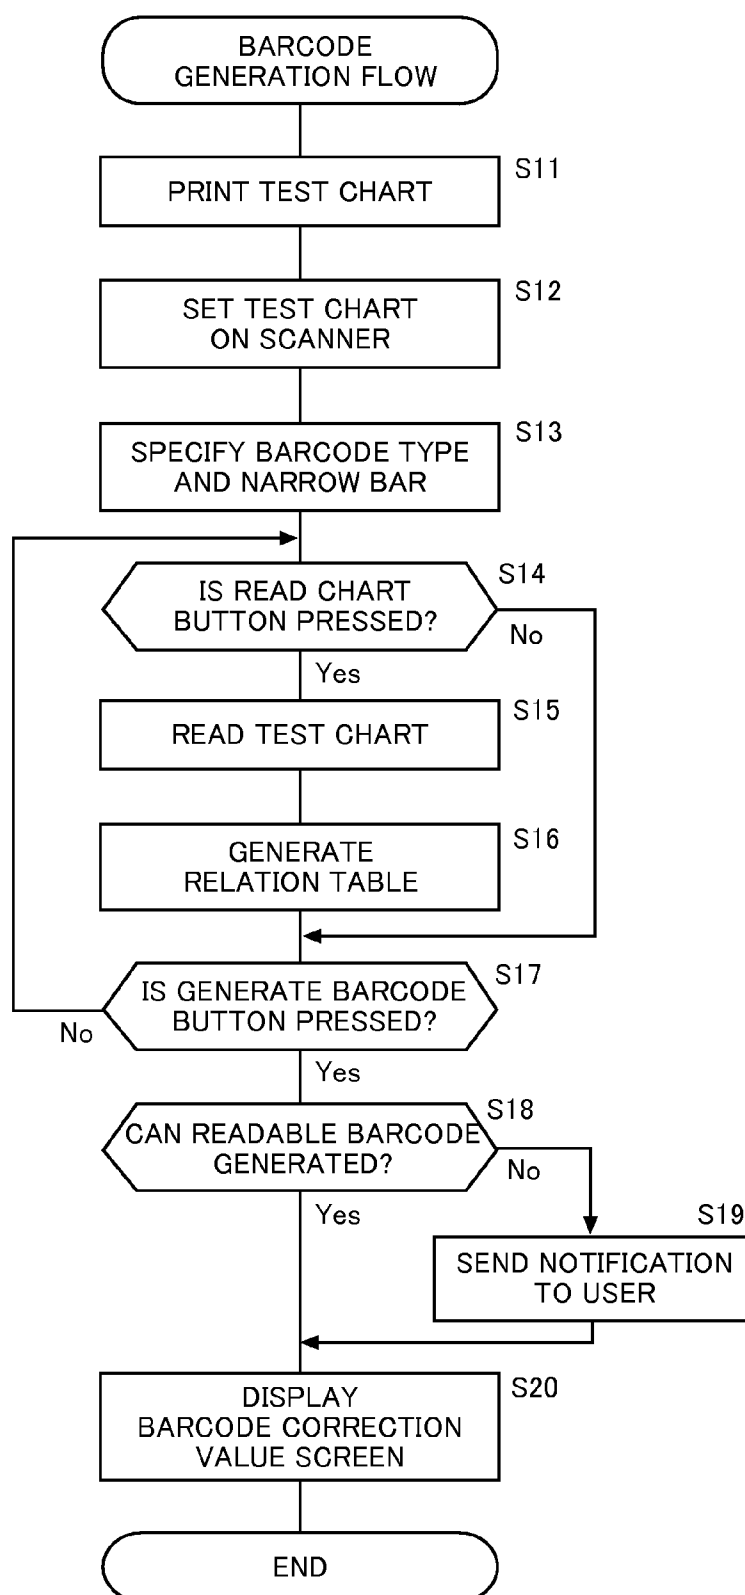 BARCODE
GENERATION FLOW
S11
PRINT TEST CHART
S12
SET TEST CHART
ON SCANNER
S13
SPECIFY BARCODE TYPE
AND NARROW BAR
S14
IS READ CHART
BUTTON PRESSED?
No
Yes
S15
READ TEST CHART
S16
GENERATE
RELATION TABLE
S17
IS GENERATE BARCODE
BUTTON PRESSED?
No
Yes
S18
CAN READABLE BARCODE
GENERATED?
No
Yes
S19
SEND NOTIFICATION
TO USER
S20
DISPLAY
BARCODE CORRECTION
VALUE SCREEN
END